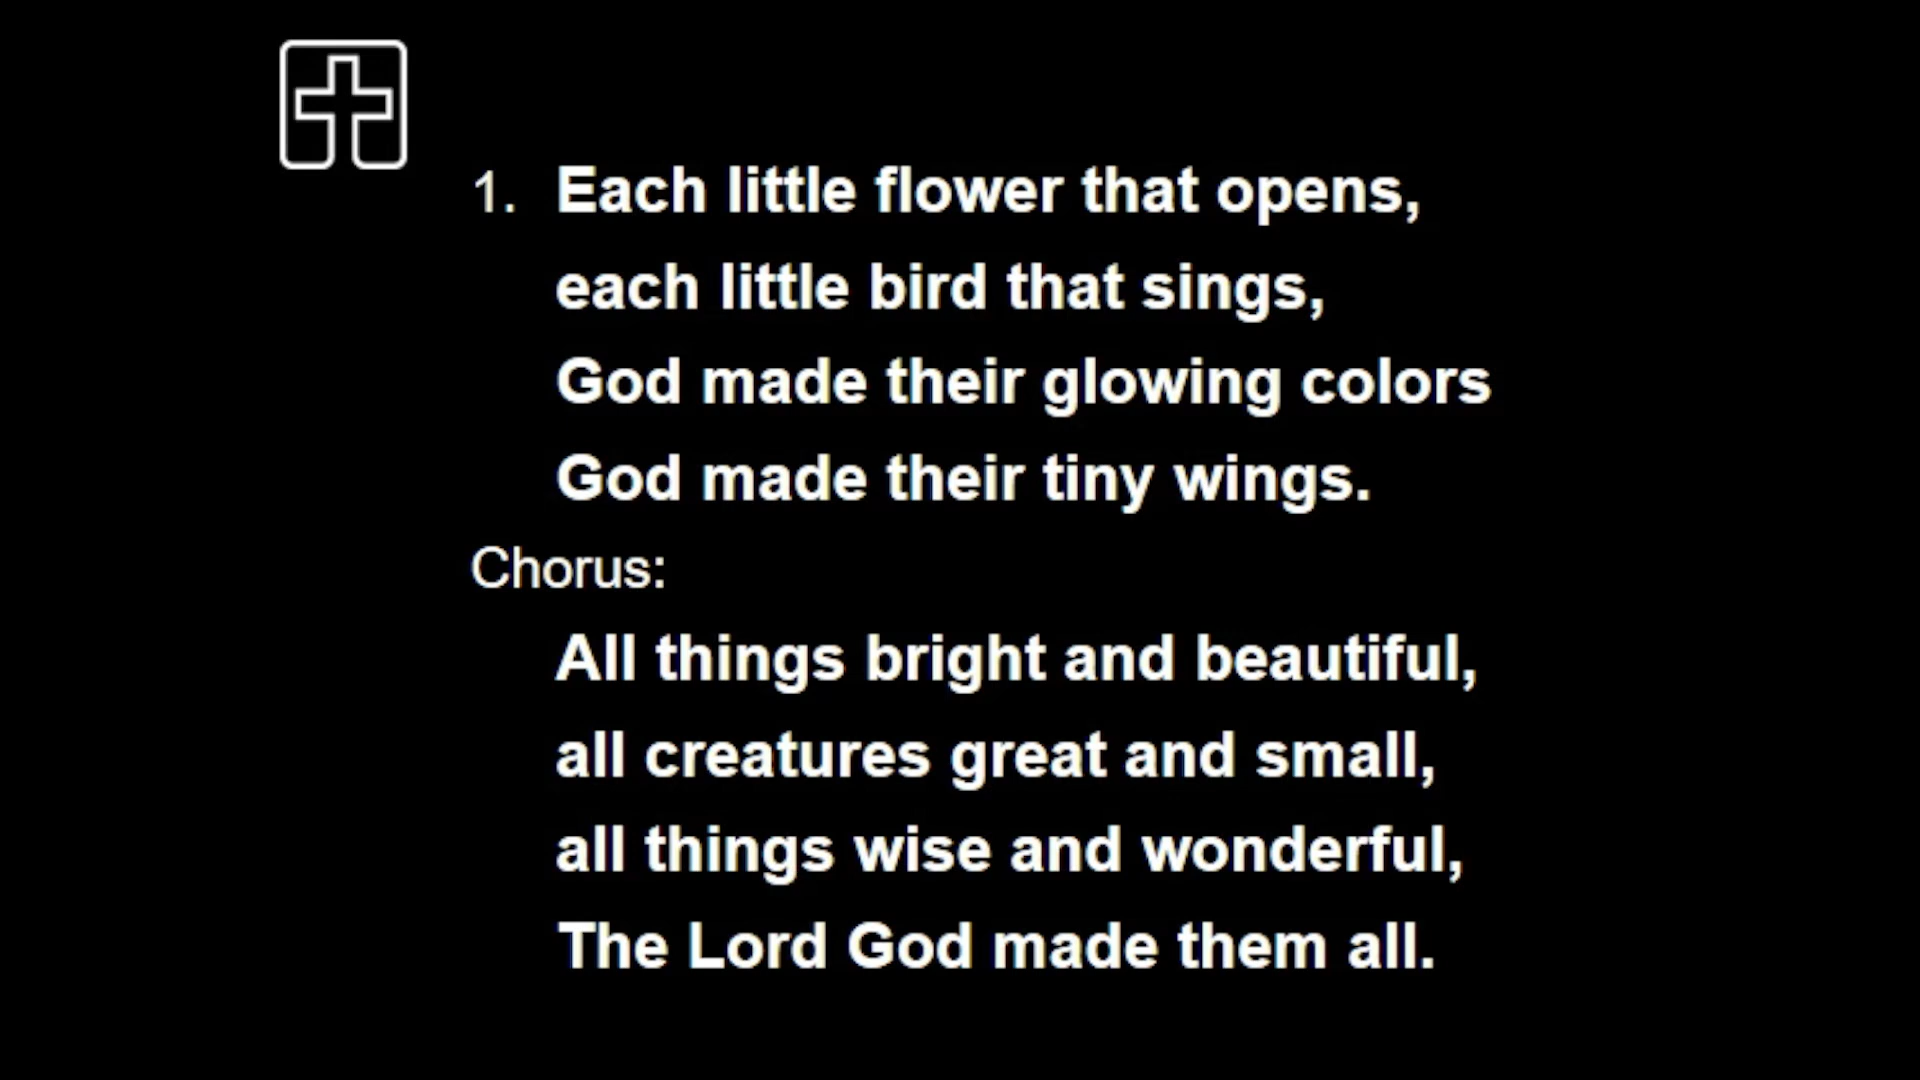 1. Each little flower that opens,
each little bird that sings,
God made their glowing colors
God made their tiny wings.
Chorus:
All things bright and beautiful,
all creatures great and small,
all things wise and wonderful,
The Lord God made them all.